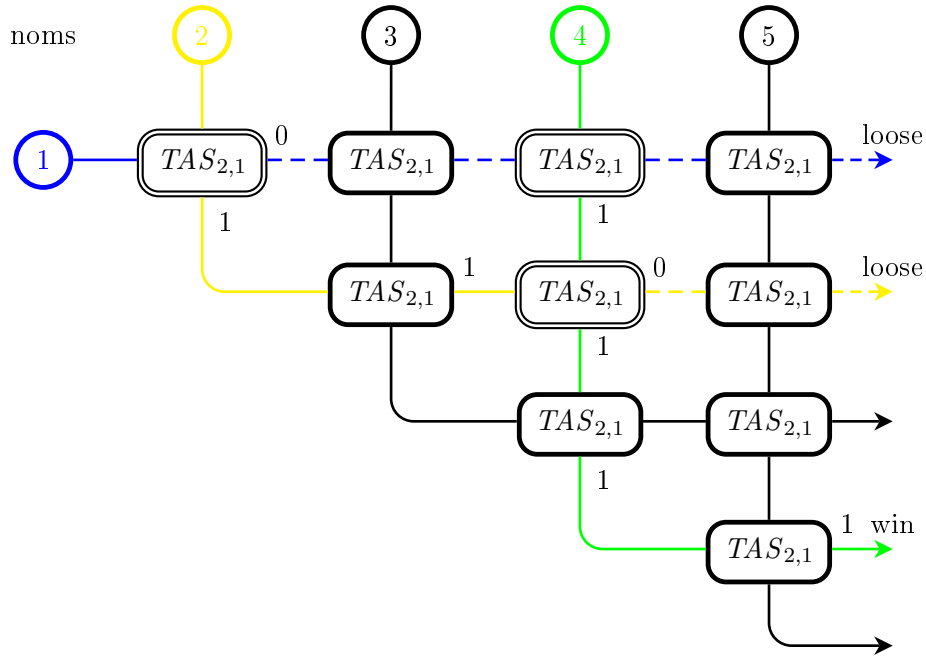 noms 2 3 4 5
1 TAS2,1 0 TAS2,1 TAS2,1 TAS2,1 loose
1 1
TAS2,1 1 TAS2,1 0 TAS2,1 loose
1
TAS2,1 TAS2,1
1
TAS2,1 1 win